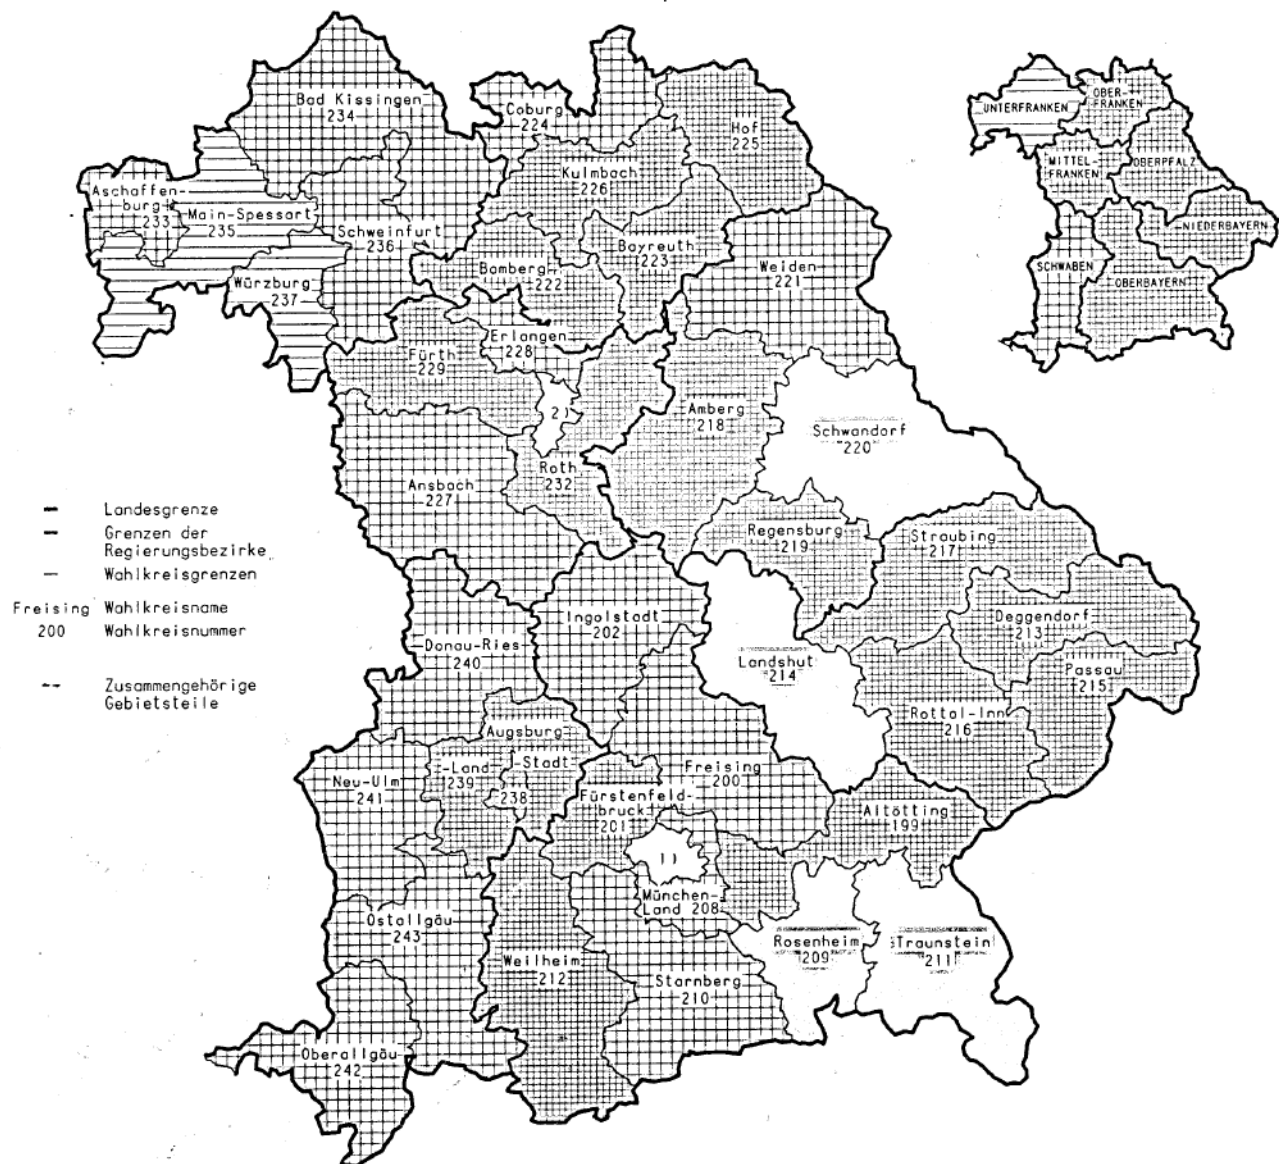 Bad Kissingen
234
Coburg
224
Hof
225
Kulmbach
226
Aschaffen-
burg
233
Main-Spessart
235
Schweinfurt
236
Bayreuth
223
Bamberg
222
Weiden
221
Würzburg
237
Erlangen
228
Fürth
229
2)
Amberg
218
Schwandorf
220
Roth
232
Ansbach
227
Regensburg
219
Straubing
217
Ingolstadt
202
Deggendorf
213
Donau-Ries
240
Landshut
214
Passau
215
Rottal-Inn
216
Augsburg
-Land
239
-Stadt
238
Neu-Ulm
241
Freising
200
Fürstenfeld-
bruck
201
Altötting
199
1)
München-
Land 208
Ostallgäu
243
Rosenheim
209
Traunstein
211
Weilheim
212
Starnberg
210
Oberallgäu
242
UNTERFRANKEN
OBER-
FRANKEN
MITTEL-
FRANKEN
OBERPFALZ
NIEDERBAYERN
SCHWABEN
OBERBAYERN
Landesgrenze
Grenzen der
Regierungsbezirke
Wahlkreisgrenzen
Freising Wahlkreisname
200 Wahlkreisnummer
Zusammengehörige
Gebietsteile